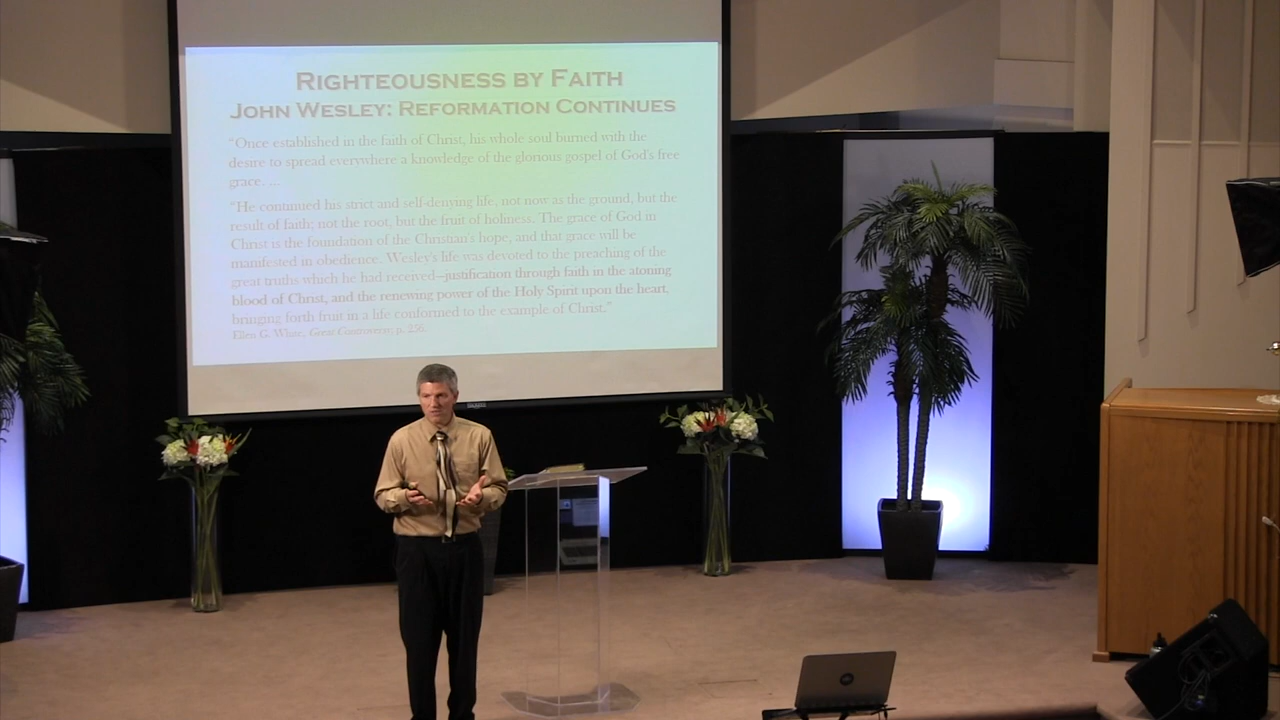 RIGHTEOUSNESS BY FAITH
JOHN WESLEY: REFORMATION CONTINUES
“Once established in the faith of Christ, his whole soul burned with the
desire to spread everywhere a knowledge of the glorious gospel of God's free
grace. ...
“He continued his strict and self-denying life, not now as the ground, but the
result of faith; not the root, but the fruit of holiness. The grace of God in
Christ is the foundation of the Christian's hope, and that grace will be
manifested in obedience. Wesley's life was devoted to the preaching of the
great truths which he had received–justification through faith in the atoning
blood of Christ, and the renewing power of the Holy Spirit upon the heart,
bringing forth fruit in a life conformed to the example of Christ.”
Ellen G. White, Great Controversy, p. 256.